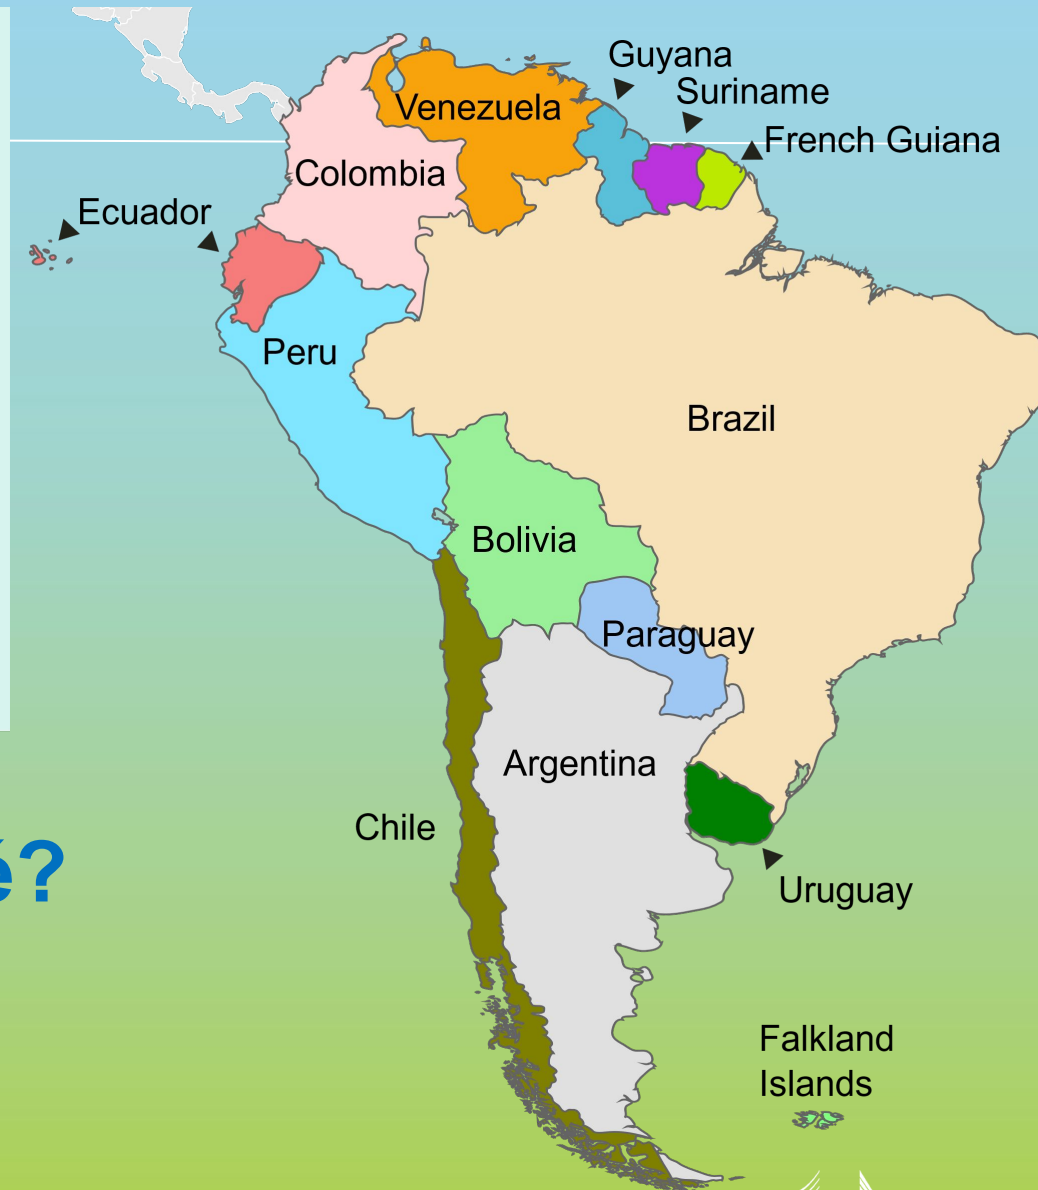 Guyana
Suriname
Venezuela
French Guiana
Colombia
Ecuador
Peru
Brazil
Bolivia
Paraguay
Argentina
Chile
é?
Uruguay
Falkland
Islands